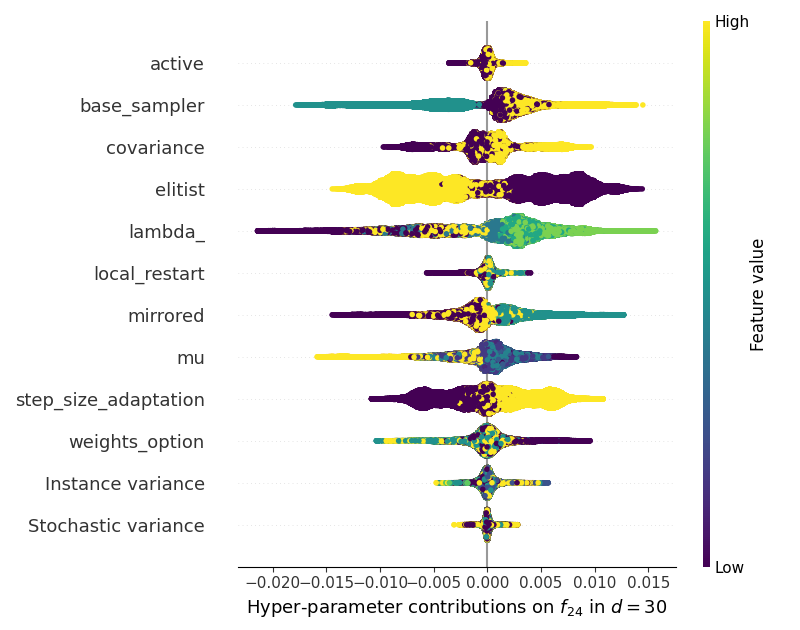 High
active
base_sampler
covariance
elitist
lambda_
local_restart
mirrored
mu
step_size_adaptation
weights_option
Instance variance
Stochastic variance
Feature value
Low
−0.020 −0.015 −0.010 −0.005 0.000 0.005 0.010 0.015
Hyper-parameter contributions on $f_{24}$ in $d = 30$